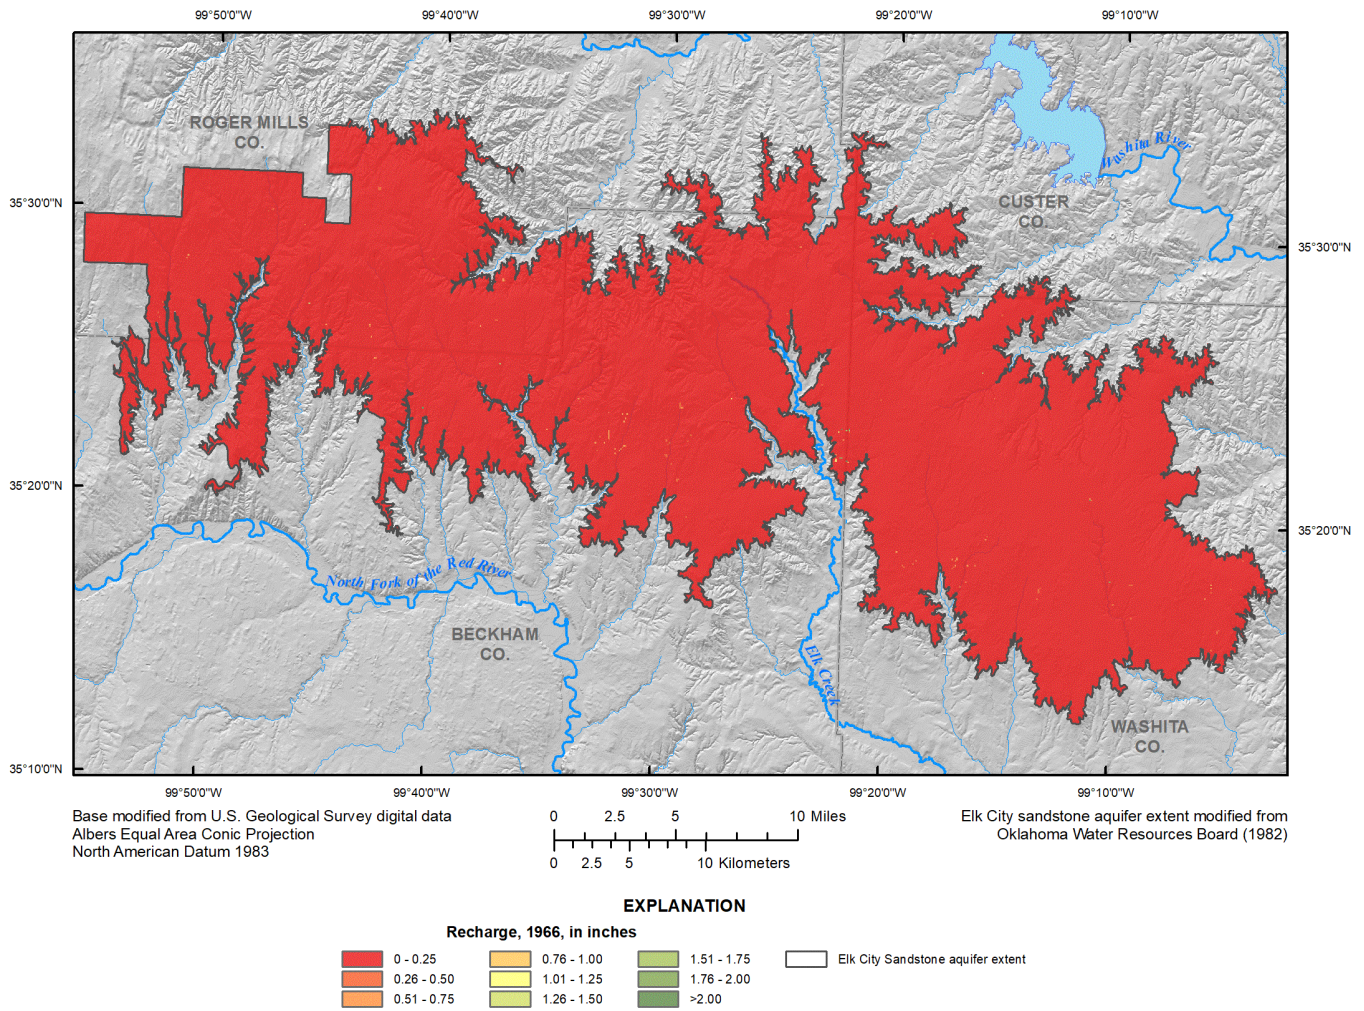 99°50'0"W 99°40'0"W 99°30'0"W 99°20'0"W 99°10'0"W
ROGER MILLS
CO.
Washita River
35°30'0"N
CUSTER
CO.
35°30'0"N
35°20'0"N
35°20'0"N
North Fork of the Red River
BECKHAM
CO.
Elk Creek
WASHITA
CO.
35°10'0"N
99°50'0"W 99°40'0"W 99°30'0"W 99°20'0"W 99°10'0"W
Base modified from U.S. Geological Survey digital data
Albers Equal Area Conic Projection
North American Datum 1983
0 2.5 5 10 Miles
0 2.5 5 10 Kilometers
Elk City sandstone aquifer extent modified from
Oklahoma Water Resources Board (1982)
EXPLANATION
Recharge, 1966, in inches
0 - 0.25 0.76 - 1.00 1.51 - 1.75 Elk City Sandstone aquifer extent
0.26 - 0.50 1.01 - 1.25 1.76 - 2.00
0.51 - 0.75 1.26 - 1.50 >2.00